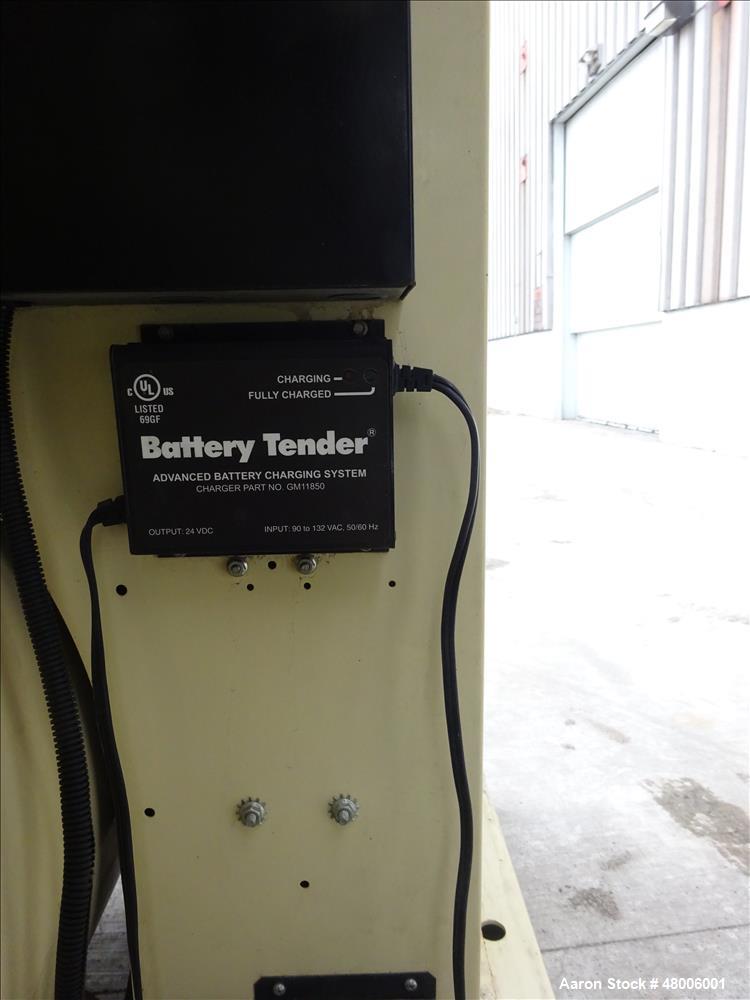 CHARGING
FULLY CHARGED
C UL US
LISTED
69GF
Battery Tender®
ADVANCED BATTERY CHARGING SYSTEM
CHARGER PART NO. GM11850
OUTPUT: 24 VDC
INPUT: 90 to 132 VAC, 50/60 Hz
Aaron Stock # 48006001